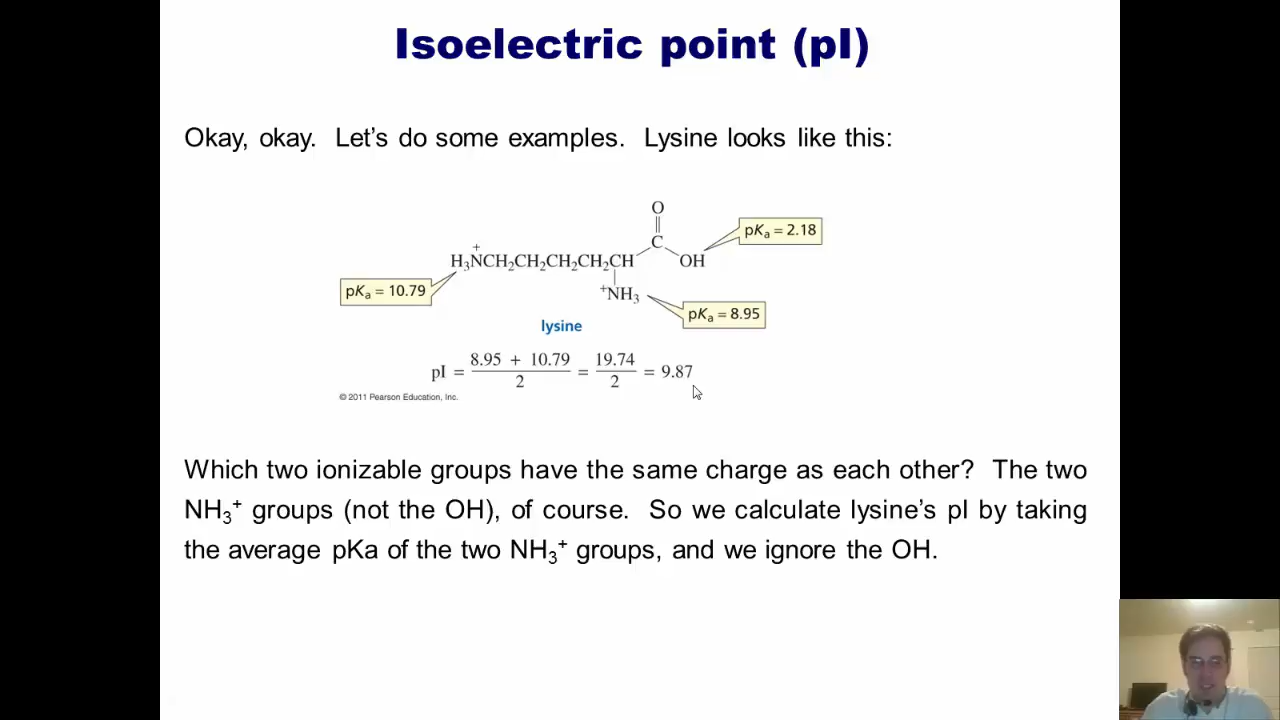 Isoelectric point (pI)
Okay, okay. Let's do some examples. Lysine looks like this:
O
||
C
pKₐ = 2.18
H₃N⁺CH₂CH₂CH₂CH₂CH
OH
pKₐ = 10.79
⁺NH₃
pKₐ = 8.95
lysine
pI = (8.95 + 10.79)/2 = 19.74/2 = 9.87
© 2011 Pearson Education, Inc.
Which two ionizable groups have the same charge as each other? The two
NH₃⁺ groups (not the OH), of course. So we calculate lysine's pI by taking
the average pKa of the two NH₃⁺ groups, and we ignore the OH.